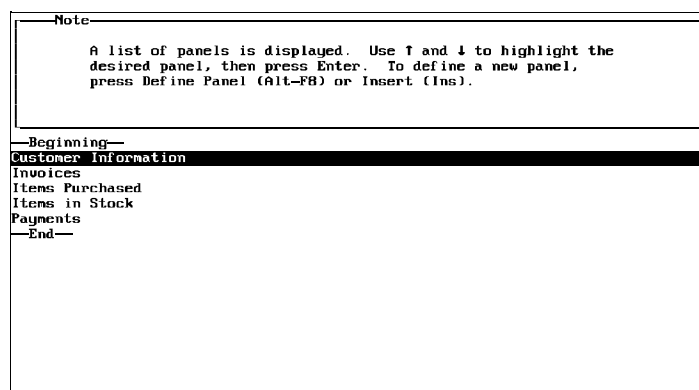 Note
A list of panels is displayed. Use ↑ and ↓ to highlight the
desired panel, then press Enter. To define a new panel,
press Define Panel (Alt-F8) or Insert (Ins).
Beginning
Customer Information
Invoices
Items Purchased
Items in Stock
Payments
End